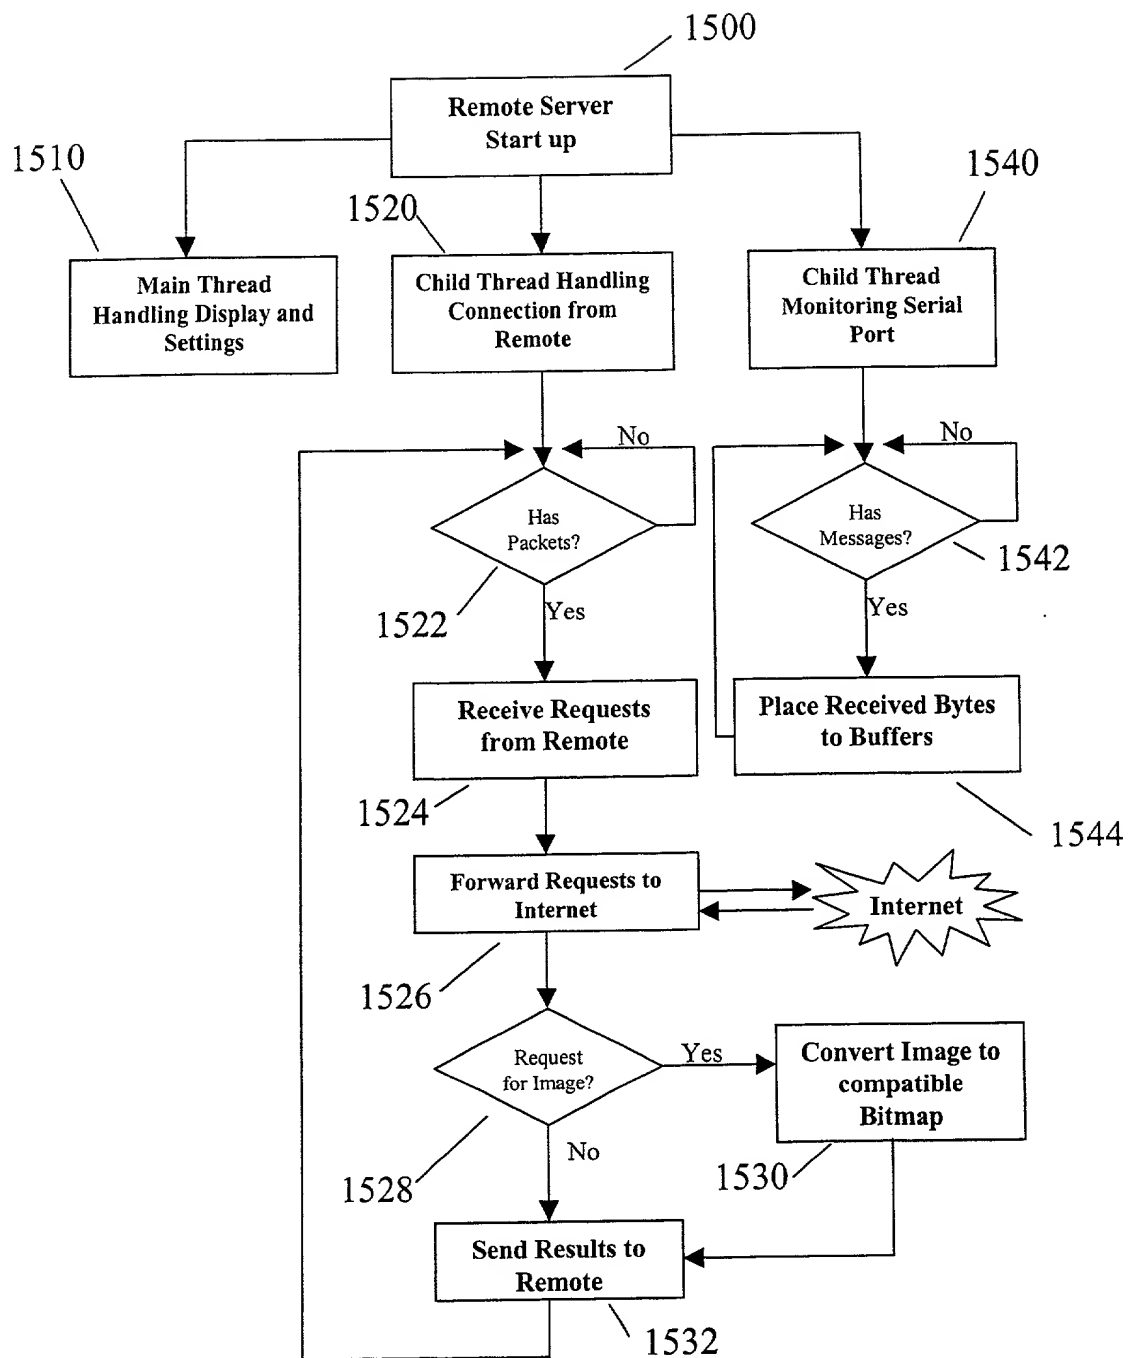 1500
Remote Server
Start up
1510
1520
1540
Main Thread
Handling Display and
Settings
Child Thread Handling
Connection from
Remote
Child Thread
Monitoring Serial
Port
No
No
Has
Packets?
Has
Messages?
1522
1542
Yes
Yes
Receive Requests
from Remote
Place Received Bytes
to Buffers
1524
1544
Forward Requests to
Internet
Internet
1526
Request
for Image?
Yes
Convert Image to
compatible
Bitmap
1528
No
1530
Send Results to
Remote
1532